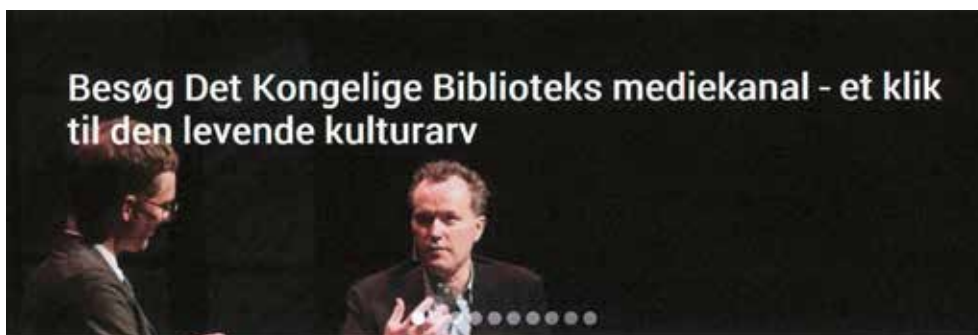 Besøg Det Kongelige Biblioteks mediekanal - et klik
til den levende kulturarv